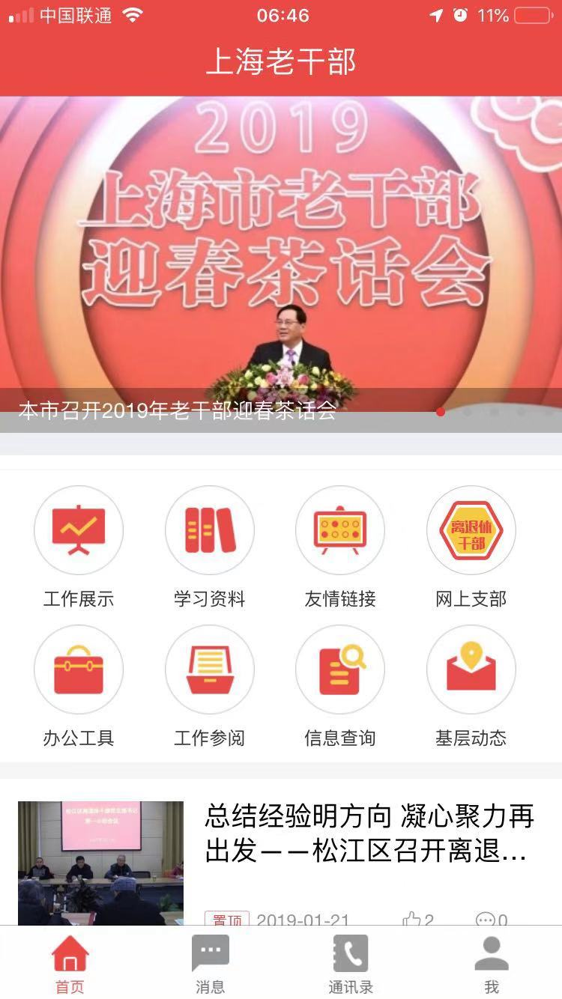 中国联通
06:46
11%
上海老干部
2019
上海市老干部
迎春茶话会
本市召开2019年老干部迎春茶话会
离退休
干部
工作展示
学习资料
友情链接
网上支部
办公工具
工作参阅
信息查询
基层动态
总结经验明方向 凝心聚力再
出发——松江区召开离退...
置顶 2019-01-21 2 0
首页
消息
通讯录
我